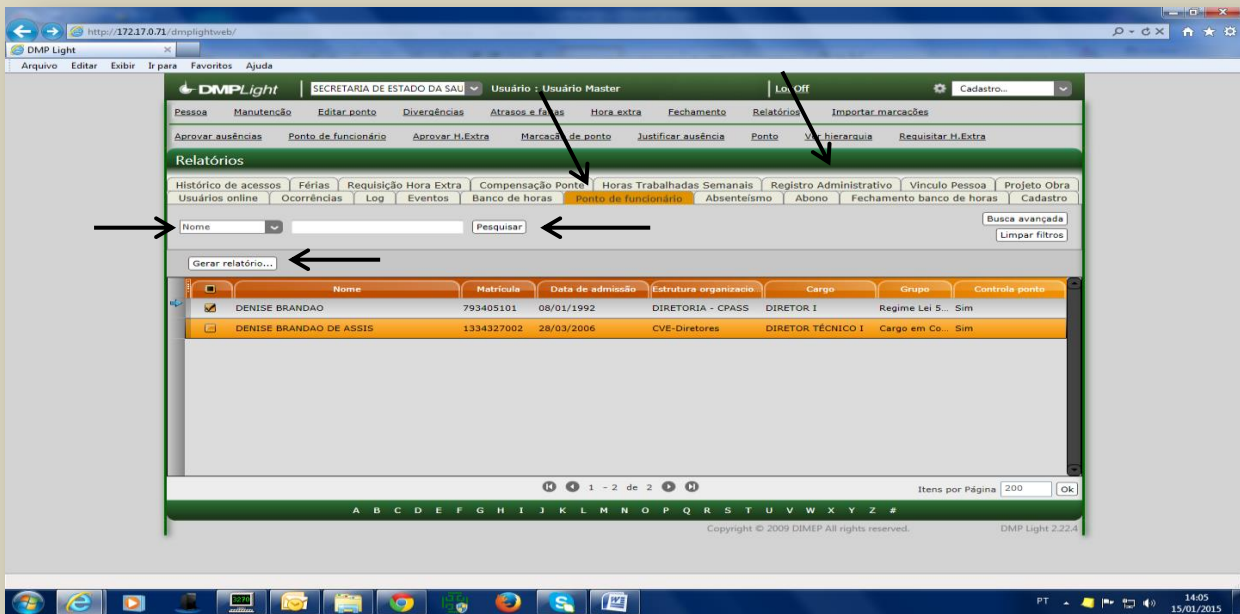 http://172.17.0.71/dmplightweb/
DMP Light
Arquivo Editar Exibir Ir para Favoritos Ajuda
DMPLight SECRETARIA DE ESTADO DA SAU Usuário : Usuário Master LogOff Cadastro...
Pessoa Manutenção Editar ponto Divergências Atrasos e faltas Hora extra Fechamento Relatórios Importar marcações
Aprovar ausências Ponto de funcionário Aprovar H.Extra Marcação de ponto Justificar ausência Ponto Ver hierarquia Requisitar H.Extra
Relatórios
Histórico de acessos Férias Requisição Hora Extra Compensação Ponte Horas Trabalhadas Semanais Registro Administrativo Vinculo Pessoa Projeto Obra
Usuários online Ocorrências Log Eventos Banco de horas Ponto de funcionário Absenteísmo Abono Fechamento banco de horas Cadastro
Nome Pesquisar Busca avançada
Limpar filtros
Gerar relatório...
Nome Matrícula Data de admissão Estrutura organizacio.. Cargo Grupo Controla ponto
DENISE BRANDAO 793405101 08/01/1992 DIRETORIA - CPASS DIRETOR I Regime Lei 5... Sim
DENISE BRANDAO DE ASSIS 1334327002 28/03/2006 CVE-Diretores DIRETOR TÉCNICO I Cargo em Co... Sim
1 - 2 de 2 Itens por Página 200 Ok
A B C D E F G H I J K L M N O P Q R S T U V W X Y Z #
Copyright © 2009 DIMEP All rights reserved. DMP Light 2.22.4
3270
PT 14:05
15/01/2015